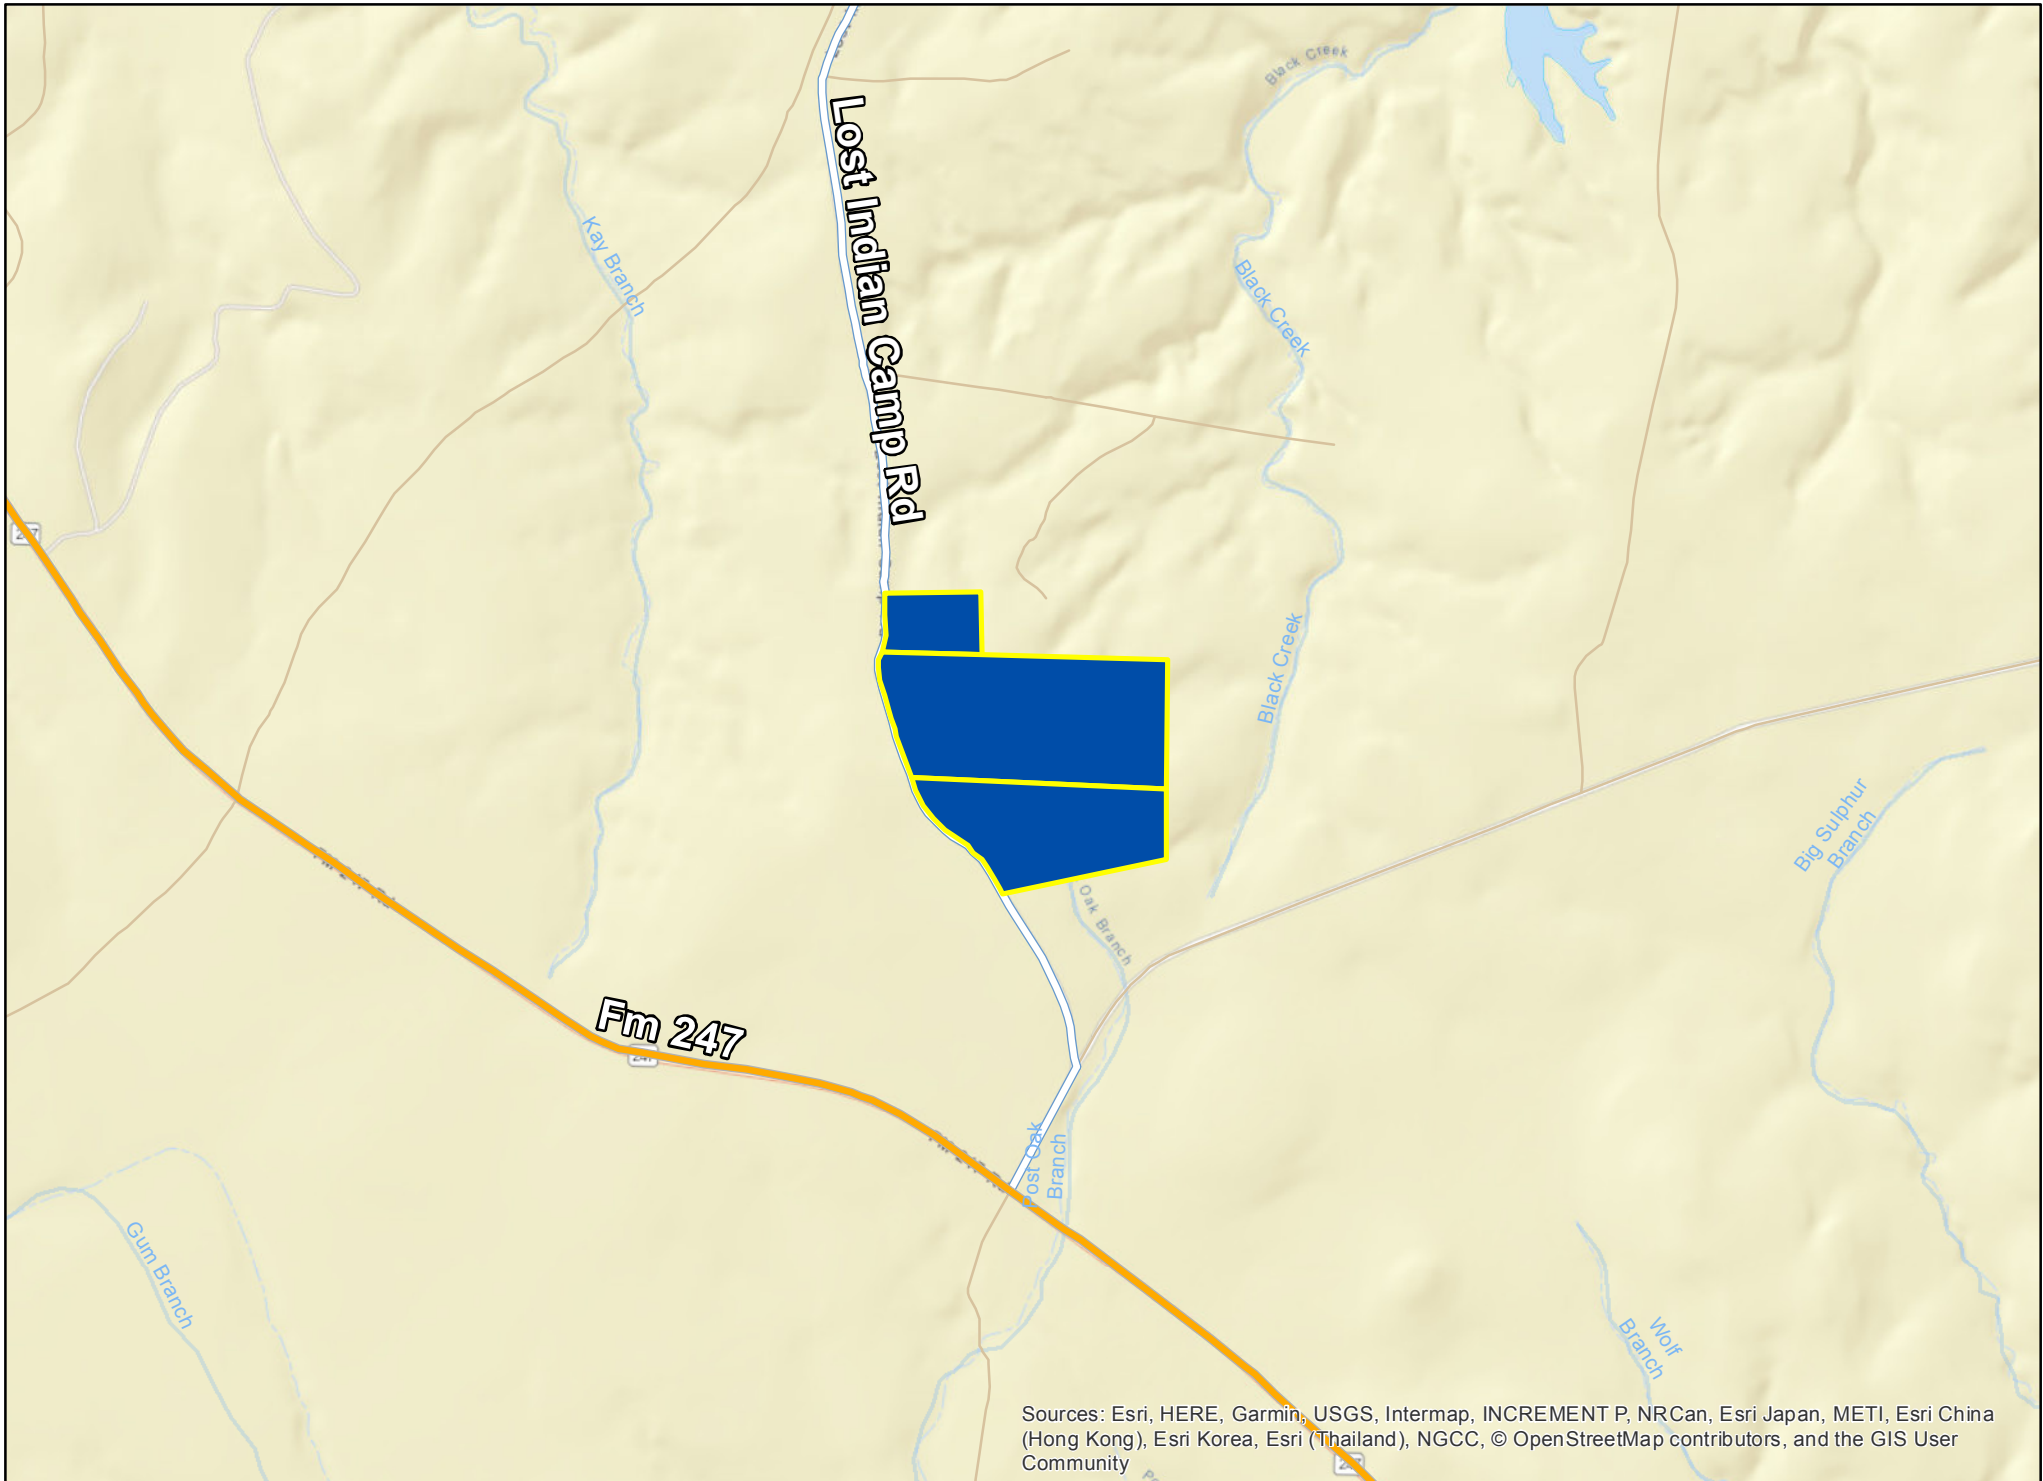 Black Creek
Lost Indian Camp Rd
Kay Branch
Black Creek
Black Creek
Big Sulphur
Branch
Oak Branch
Fm 247
247
Post Oak
Branch
Gum Branch
Wolf
Branch
Sources: Esri, HERE, Garmin, USGS, Intermap, INCREMENT P, NRCan, Esri Japan, METI, Esri China
(Hong Kong), Esri Korea, Esri (Thailand), NGCC, © OpenStreetMap contributors, and the GIS User
Community